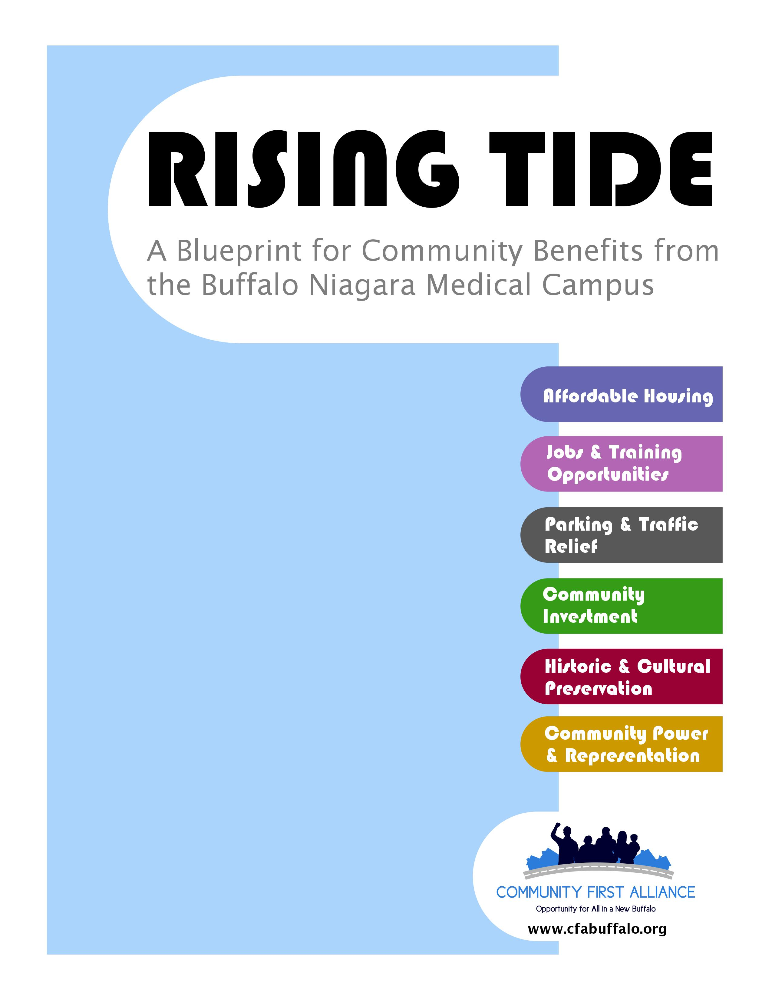 RISING TIDE
A Blueprint for Community Benefits from
the Buffalo Niagara Medical Campus
Affordable Housing
Jobs & Training
Opportunities
Parking & Traffic
Relief
Community
Investment
Historic & Cultural
Preservation
Community Power
& Representation
COMMUNITY FIRST ALLIANCE
Opportunity for All in a New Buffalo
www.cfabuffalo.org